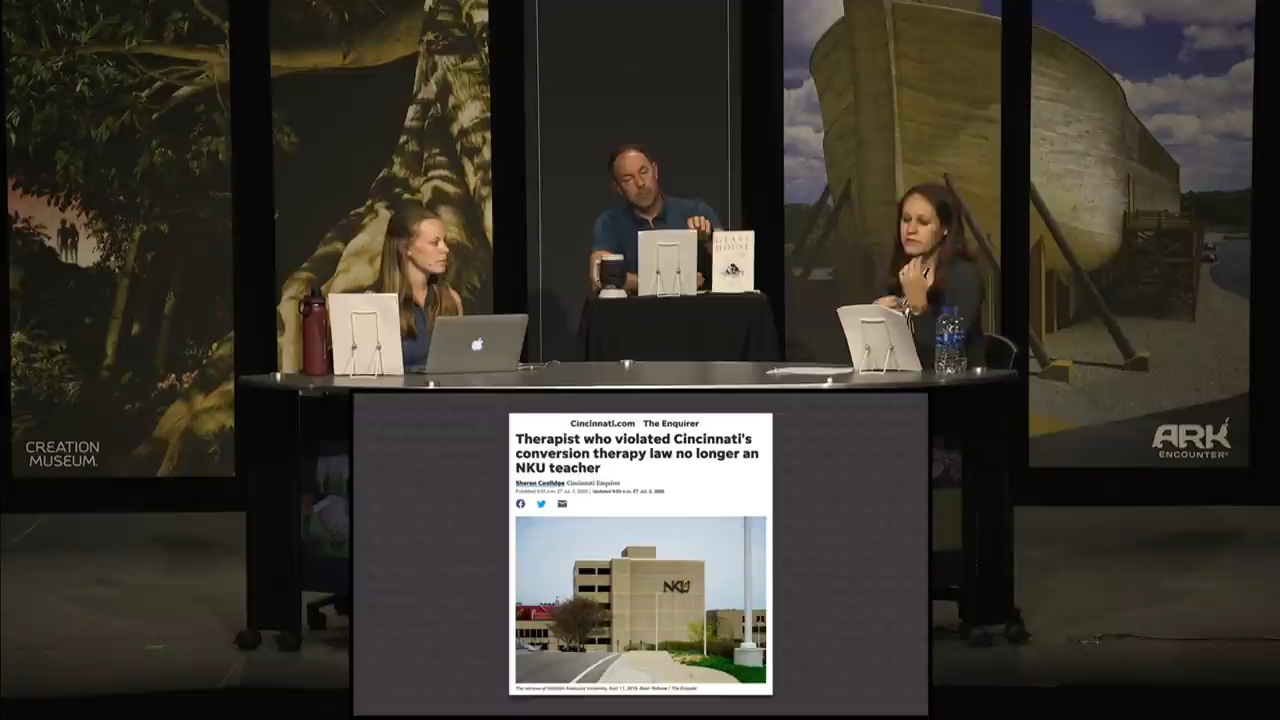 CREATION
MUSEUM
ARK
ENCOUNTER
GLASS
HOUSE
Cincinnati.com The Enquirer
Therapist who violated Cincinnati's
conversion therapy law no longer an
NKU teacher
Sharon Coolidge Cincinnati Enquirer
NKU